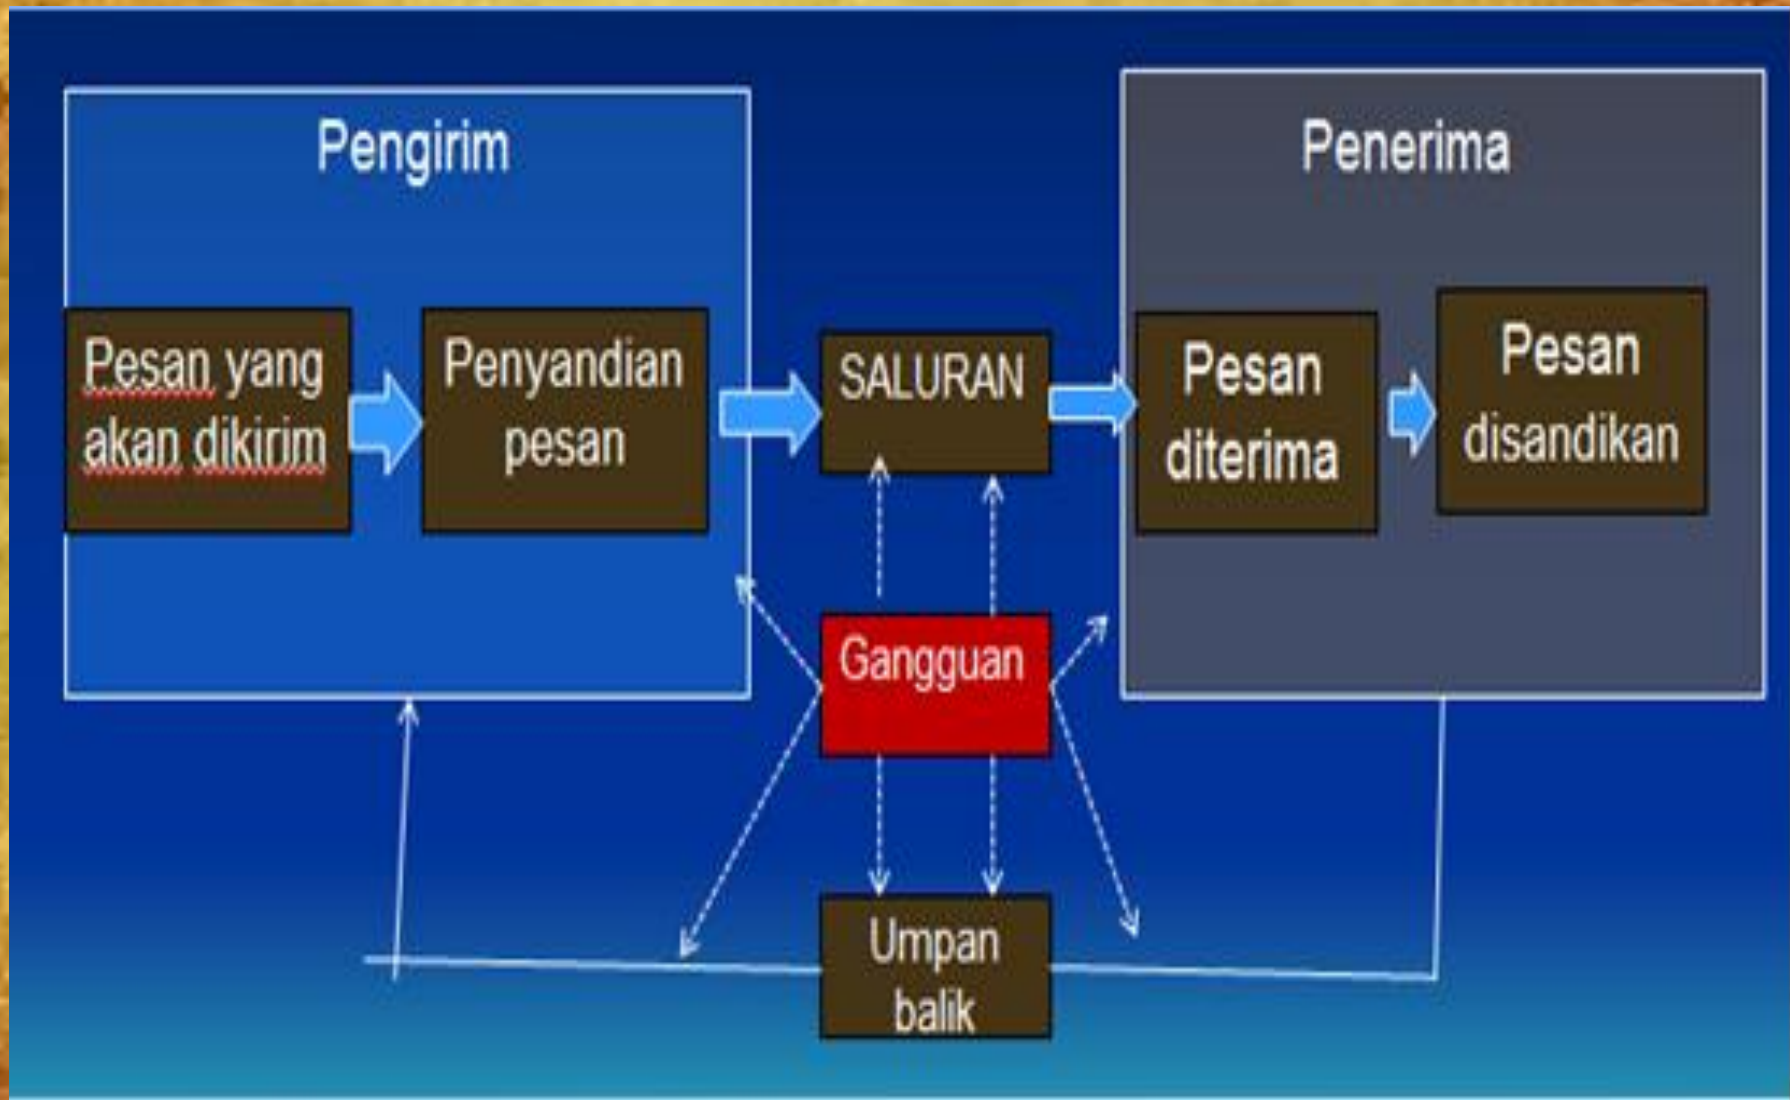 Pengirim
Penerima
Pesan yang
akan dikirim
Penyandian
pesan
SALURAN
Pesan
diterima
Pesan
disandikan
Gangguan
Umpan
balik